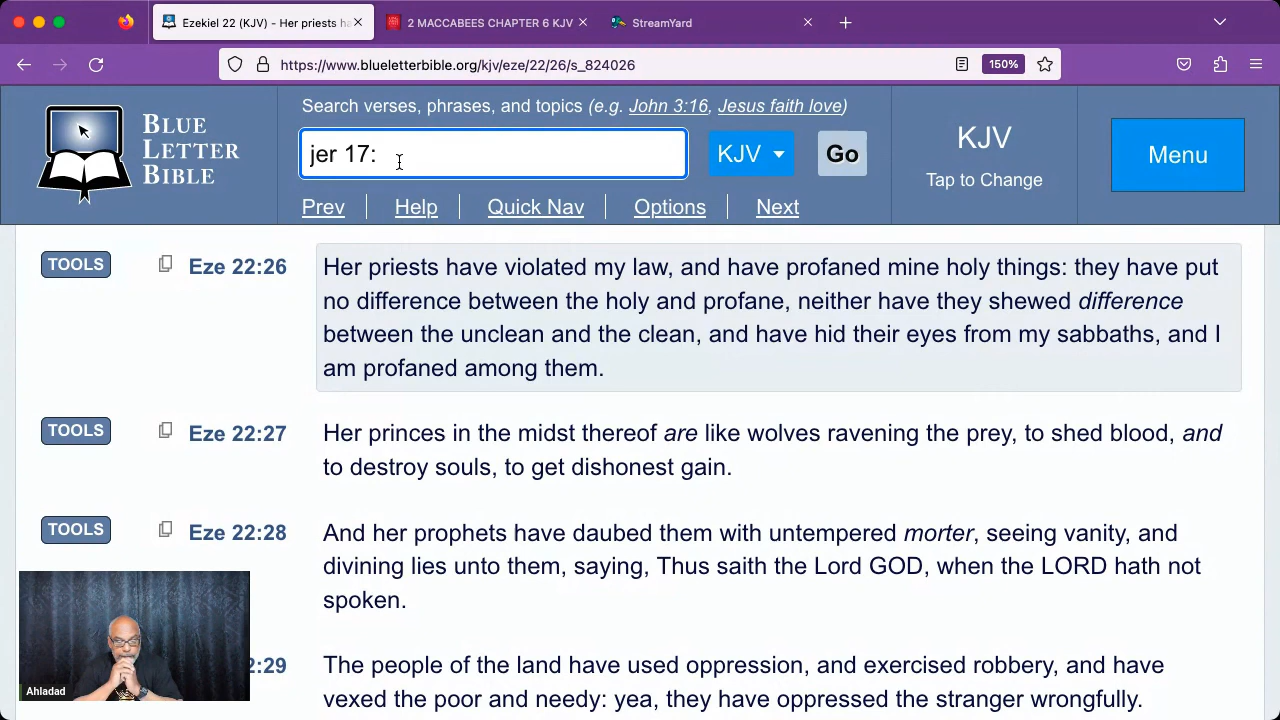 Ezekiel 22 (KJV) - Her priests ha
2 MACCABEES CHAPTER 6 KJV
StreamYard
https://www.blueletterbible.org/kjv/eze/22/26/s_824026
150%
BLUE
LETTER
BIBLE
Search verses, phrases, and topics (e.g. John 3:16, Jesus faith love)
jer 17:
KJV
Go
Prev
Help
Quick Nav
Options
Next
KJV
Tap to Change
Menu
TOOLS
Eze 22:26
Her priests have violated my law, and have profaned mine holy things: they have put
no difference between the holy and profane, neither have they shewed difference
between the unclean and the clean, and have hid their eyes from my sabbaths, and I
am profaned among them.
TOOLS
Eze 22:27
Her princes in the midst thereof are like wolves ravening the prey, to shed blood, and
to destroy souls, to get dishonest gain.
TOOLS
Eze 22:28
And her prophets have daubed them with untempered morter, seeing vanity, and
divining lies unto them, saying, Thus saith the Lord GOD, when the LORD hath not
spoken.
2:29
The people of the land have used oppression, and exercised robbery, and have
vexed the poor and needy: yea, they have oppressed the stranger wrongfully.
Ahladad